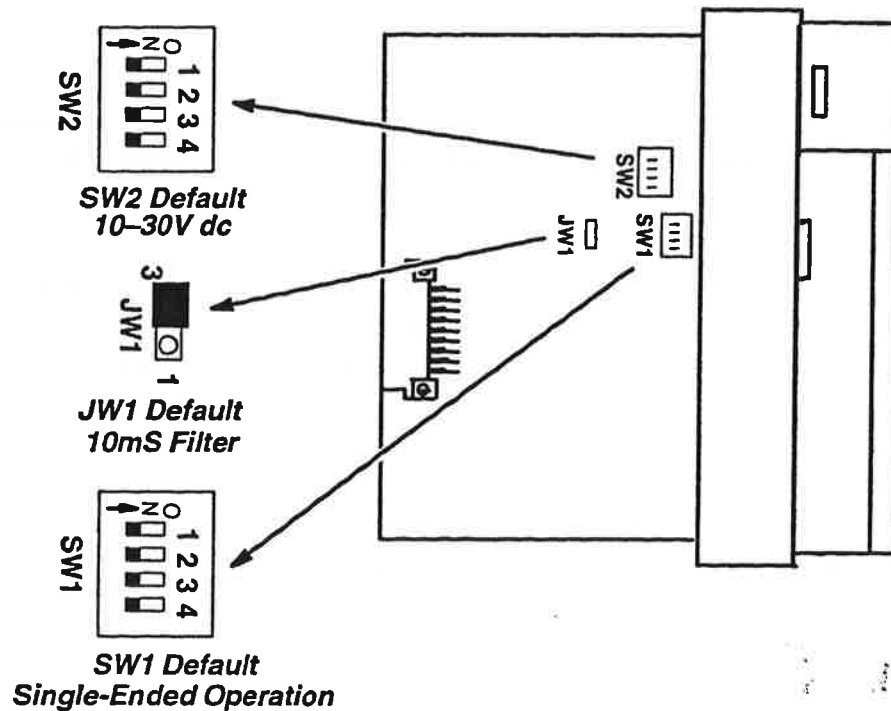 ON
1
2
3
4
SW2
SW2 Default
10–30V dc
3
JW1
1
JW1 Default
10mS Filter
ON
1
2
3
4
SW1
SW1 Default
Single-Ended Operation
SW2
JW1
SW1